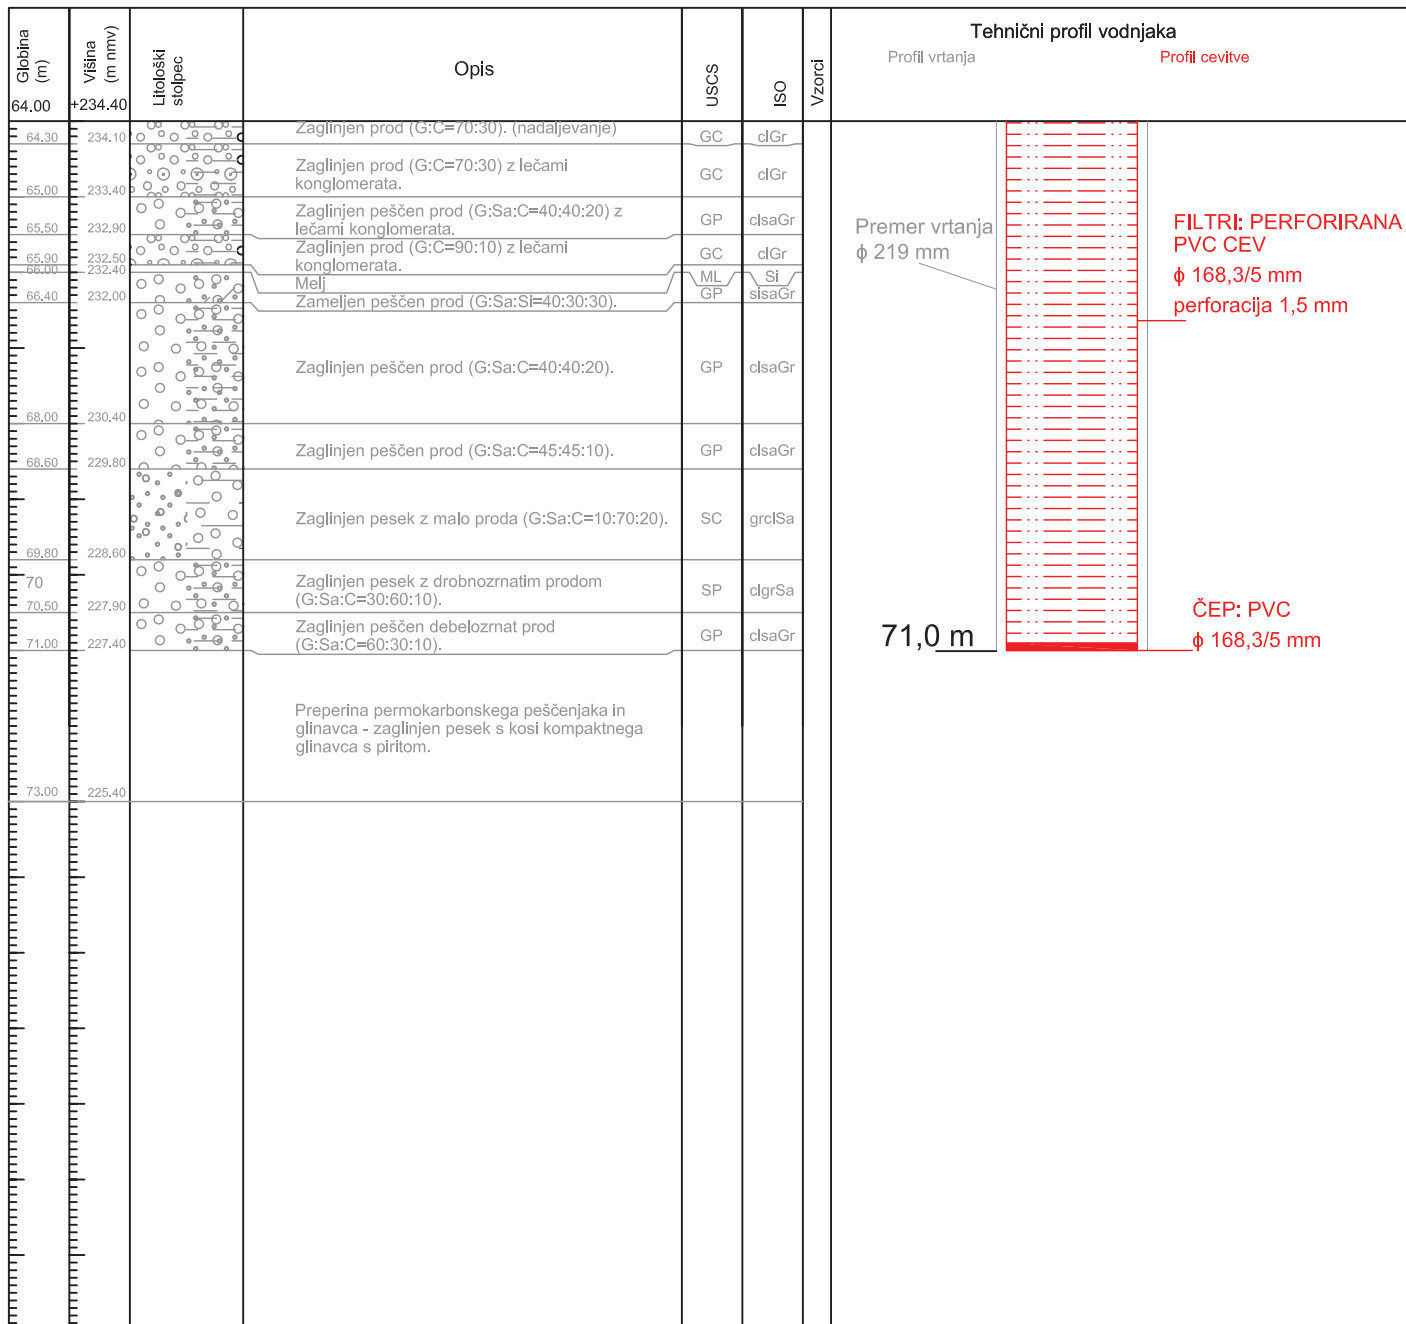 Globina
(m)
64.00
Višina
(m nmv)
+234.40
Litološki
stolpec
Opis
USCS
ISO
Vzorci
Tehnični profil vodnjaka
Profil vrtanja
Profil cevitve
64.30
234.10
Zaglinjen prod (G:C=70:30). (nadaljevanje)
GC
clGr
65.00
233.40
Zaglinjen prod (G:C=70:30) z lečami
konglomerata.
GC
clGr
65.50
232.90
Zaglinjen peščen prod (G:Sa:C=40:40:20) z
lečami konglomerata.
GP
clsaGr
65.90
232.50
Zaglinjen prod (G:C=90:10) z lečami
konglomerata.
GC
clGr
66.00
232.40
Melj
ML
Si
66.40
232.00
Zameljen peščen prod (G:Sa:Si=40:30:30).
GP
sisaGr
68.00
230.40
Zaglinjen peščen prod (G:Sa:C=40:40:20).
GP
clsaGr
68.60
229.80
Zaglinjen peščen prod (G:Sa:C=45:45:10).
GP
clsaGr
69.80
228.60
Zaglinjen pesek z malo proda (G:Sa:C=10:70:20).
SC
grclSa
70
70.50
227.90
Zaglinjen pesek z drobnozrnatim prodom
(G:Sa:C=30:60:10).
SP
clgrSa
71.00
227.40
Zaglinjen peščen debelozrnat prod
(G:Sa:C=60:30:10).
GP
clsaGr
73.00
225.40
Preperina permokarbonskega peščenjaka in
glinavca - zaglinjen pesek s kosi kompaktnega
glinavca s piritom.
Premer vrtanja
ϕ 219 mm
FILTRI: PERFORIRANA
PVC CEV
ϕ 168,3/5 mm
perforacija 1,5 mm
71,0 m
ČEP: PVC
ϕ 168,3/5 mm